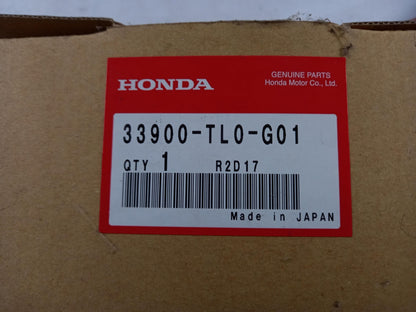 HONDA
GENUINE PARTS
Honda Motor Co., Ltd.
33900-TL0-G01
QTY 1 R2D17
Made in JAPAN